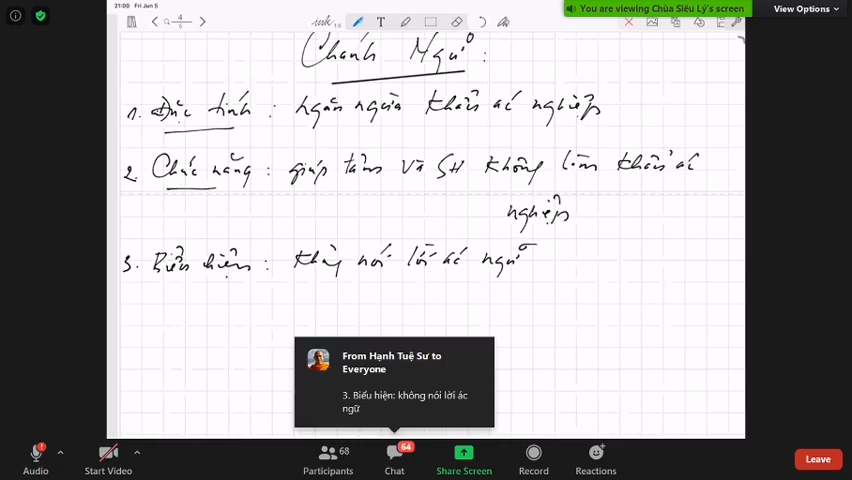 21:00 Fri Jun 5
4
6
ink
T
You are viewing Chùa Siêu Lý's screen
View Options
Chánh Ngữ :
1. Đặc tính : ngăn ngừa khẩu ác nghiệp
2. Chức năng : giúp tâm và SH không làm khẩu ác
nghiệp
3. Biểu hiện : không nói lời ác ngữ
From Hạnh Tuệ Sư to
Everyone
3. Biểu hiện: không nói lời ác
ngữ
68
64
Audio
Start Video
Participants
Chat
Share Screen
Record
Reactions
Leave